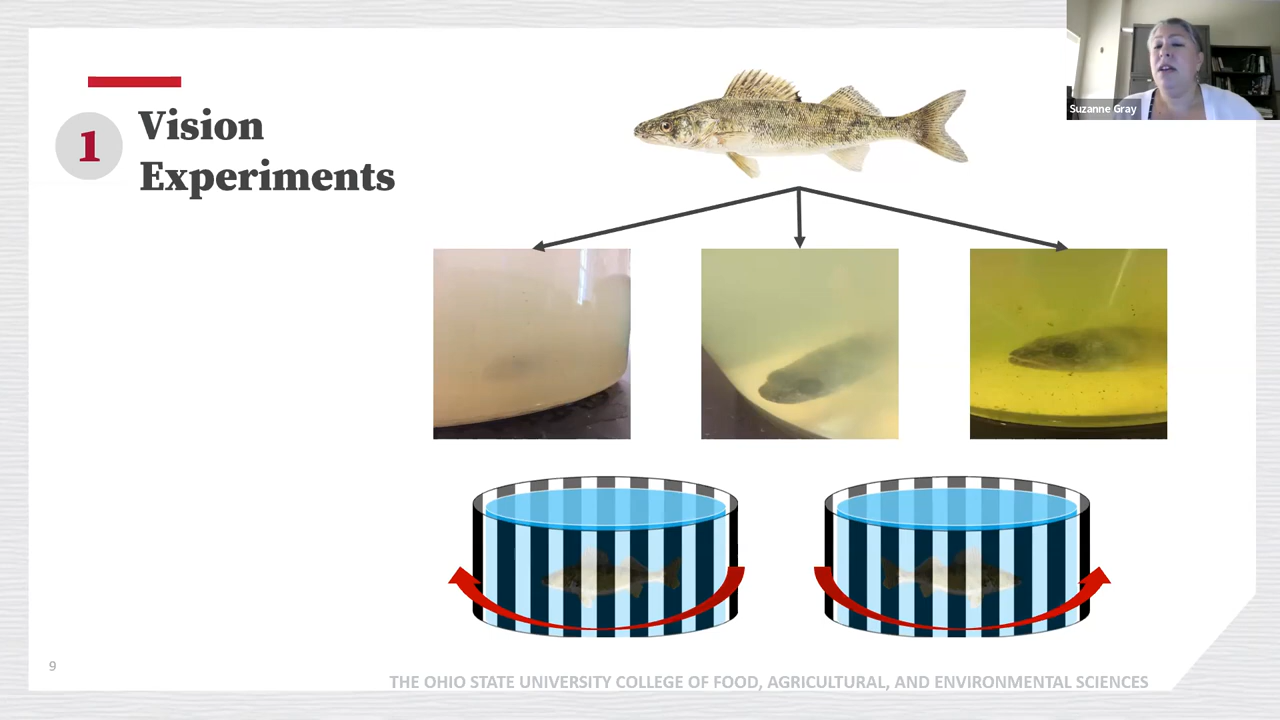 Suzanne Gray
1
Vision
Experiments
9
THE OHIO STATE UNIVERSITY COLLEGE OF FOOD, AGRICULTURAL, AND ENVIRONMENTAL SCIENCES